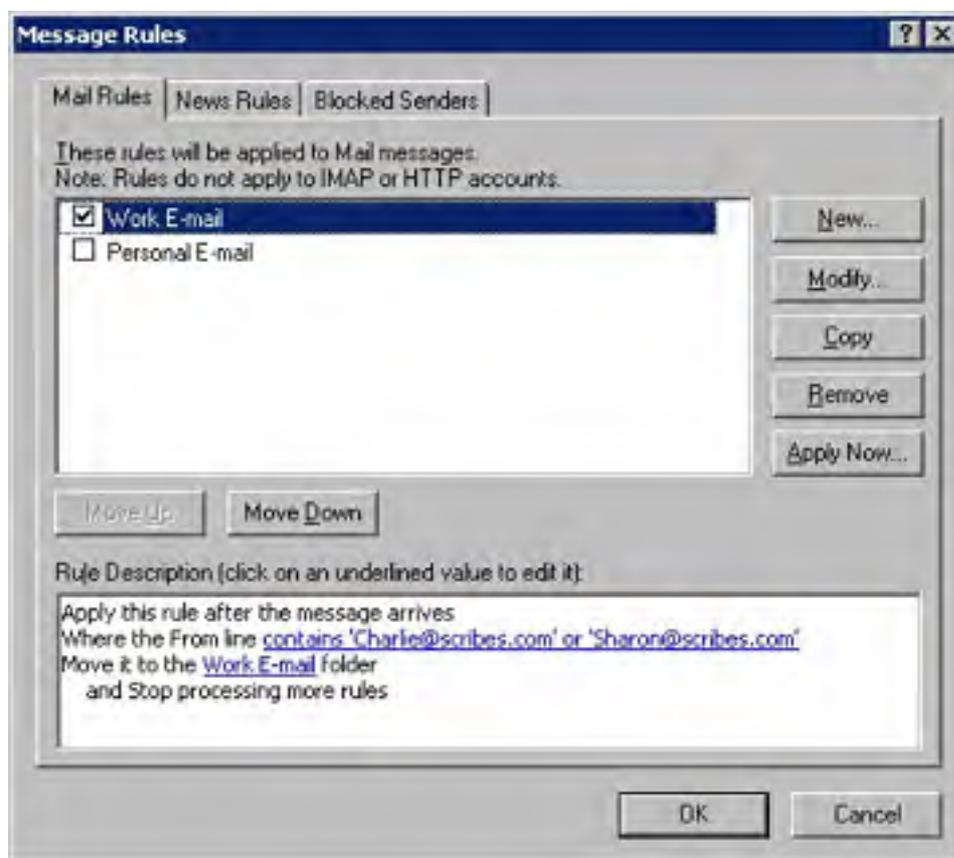 Message Rules
Mail Rules News Rules Blocked Senders
These rules will be applied to Mail messages.
Note: Rules do not apply to IMAP or HTTP accounts.
Work E-mail
Personal E-mail
New...
Modify...
Copy
Remove
Apply Now...
Move Up Move Down
Rule Description (click on an underlined value to edit it):
Apply this rule after the message arrives
Where the From line contains 'Charlie@scribes.com' or 'Sharon@scribes.com'
Move it to the Work E-mail folder
and Stop processing more rules
OK Cancel